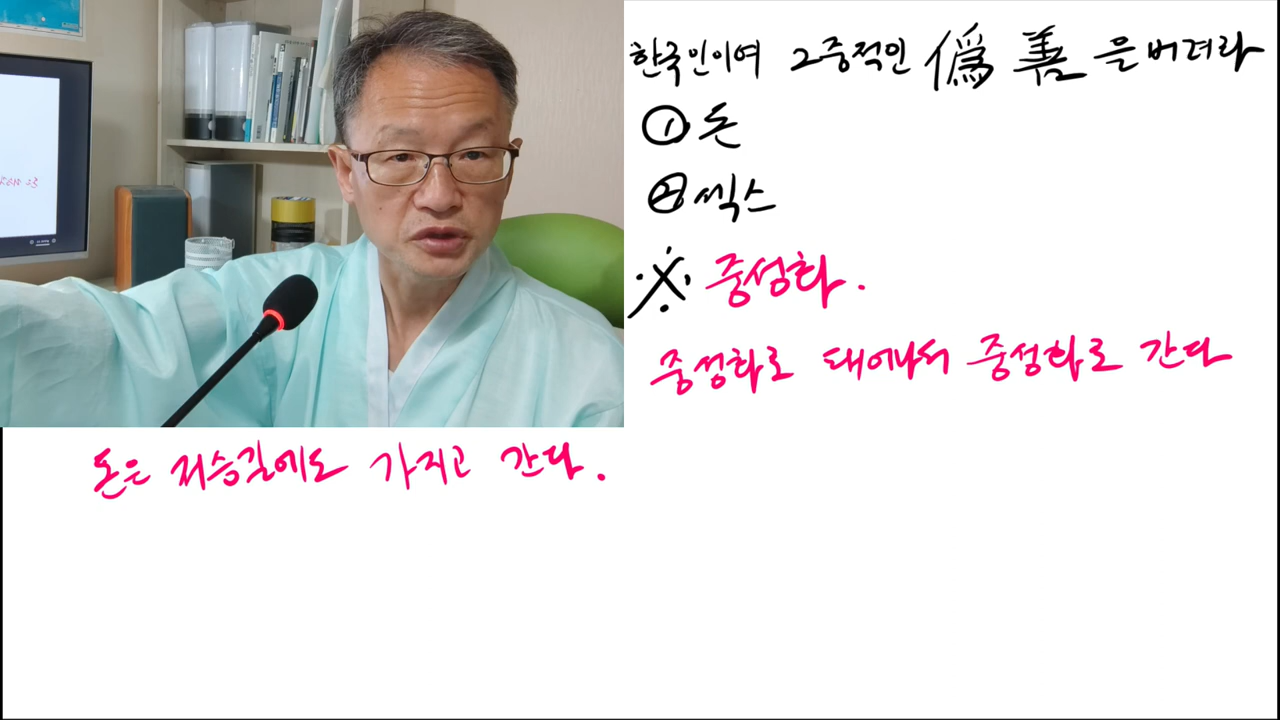 한국인이여 2중적인 僞善을 버려라
① 돈
② 섹스
※ 중성화.
중성화로 태어나서 중성화로 간다
돈은 저승길에도 가지고 간다.